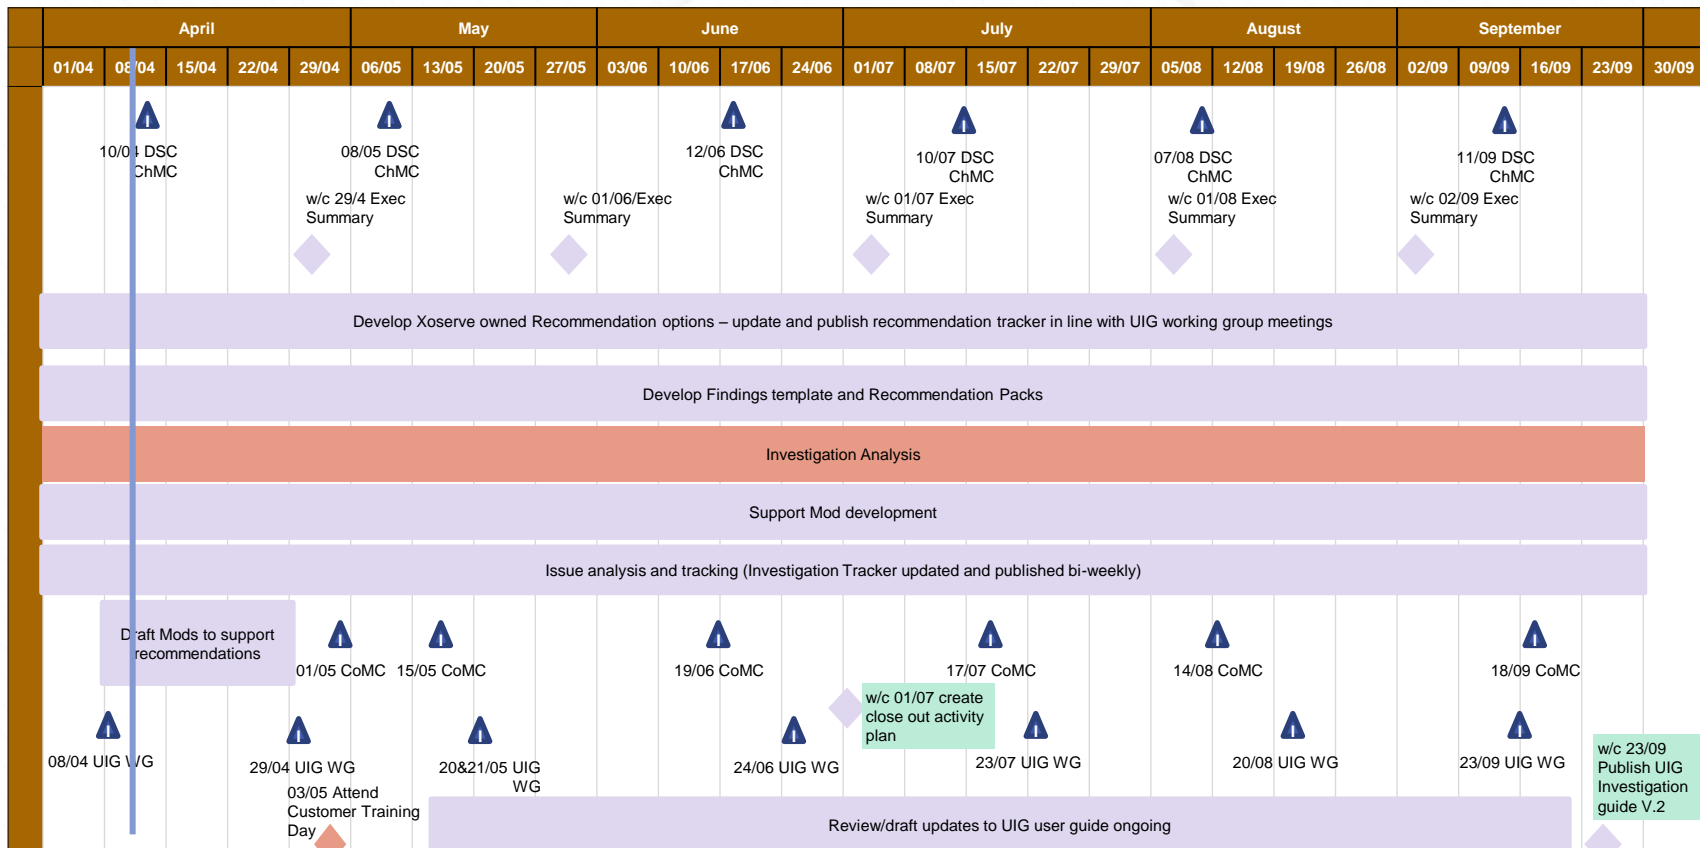 April May June July August September
01/04 08/04 15/04 22/04 29/04 06/05 13/05 20/05 27/05 03/06 10/06 17/06 24/06 01/07 08/07 15/07 22/07 29/07 05/08 12/08 19/08 26/08 02/09 09/09 16/09 23/09 30/09
10/04 DSC
ChMC
08/05 DSC
ChMC
12/06 DSC
ChMC
10/07 DSC
ChMC
07/08 DSC
ChMC
11/09 DSC
ChMC
w/c 29/4 Exec
Summary
w/c 01/06/Exec
Summary
w/c 01/07 Exec
Summary
w/c 01/08 Exec
Summary
w/c 02/09 Exec
Summary
Develop Xoserve owned Recommendation options – update and publish recommendation tracker in line with UIG working group meetings
Develop Findings template and Recommendation Packs
Investigation Analysis
Support Mod development
Issue analysis and tracking (Investigation Tracker updated and published bi-weekly)
Draft Mods to support
recommendations
01/05 CoMC
15/05 CoMC
19/06 CoMC
17/07 CoMC
14/08 CoMC
18/09 CoMC
w/c 01/07 create
close out activity
plan
08/04 UIG WG
29/04 UIG WG
20&21/05 UIG
WG
24/06 UIG WG
23/07 UIG WG
20/08 UIG WG
23/09 UIG WG
w/c 23/09
Publish UIG
Investigation
guide V.2
03/05 Attend
Customer Training
Day
Review/draft updates to UIG user guide ongoing